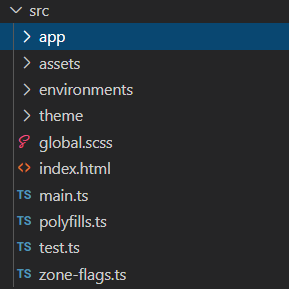 src
app
assets
environments
theme
global.scss
<> index.html
TS main.ts
TS polyfills.ts
TS test.ts
TS zone-flags.ts